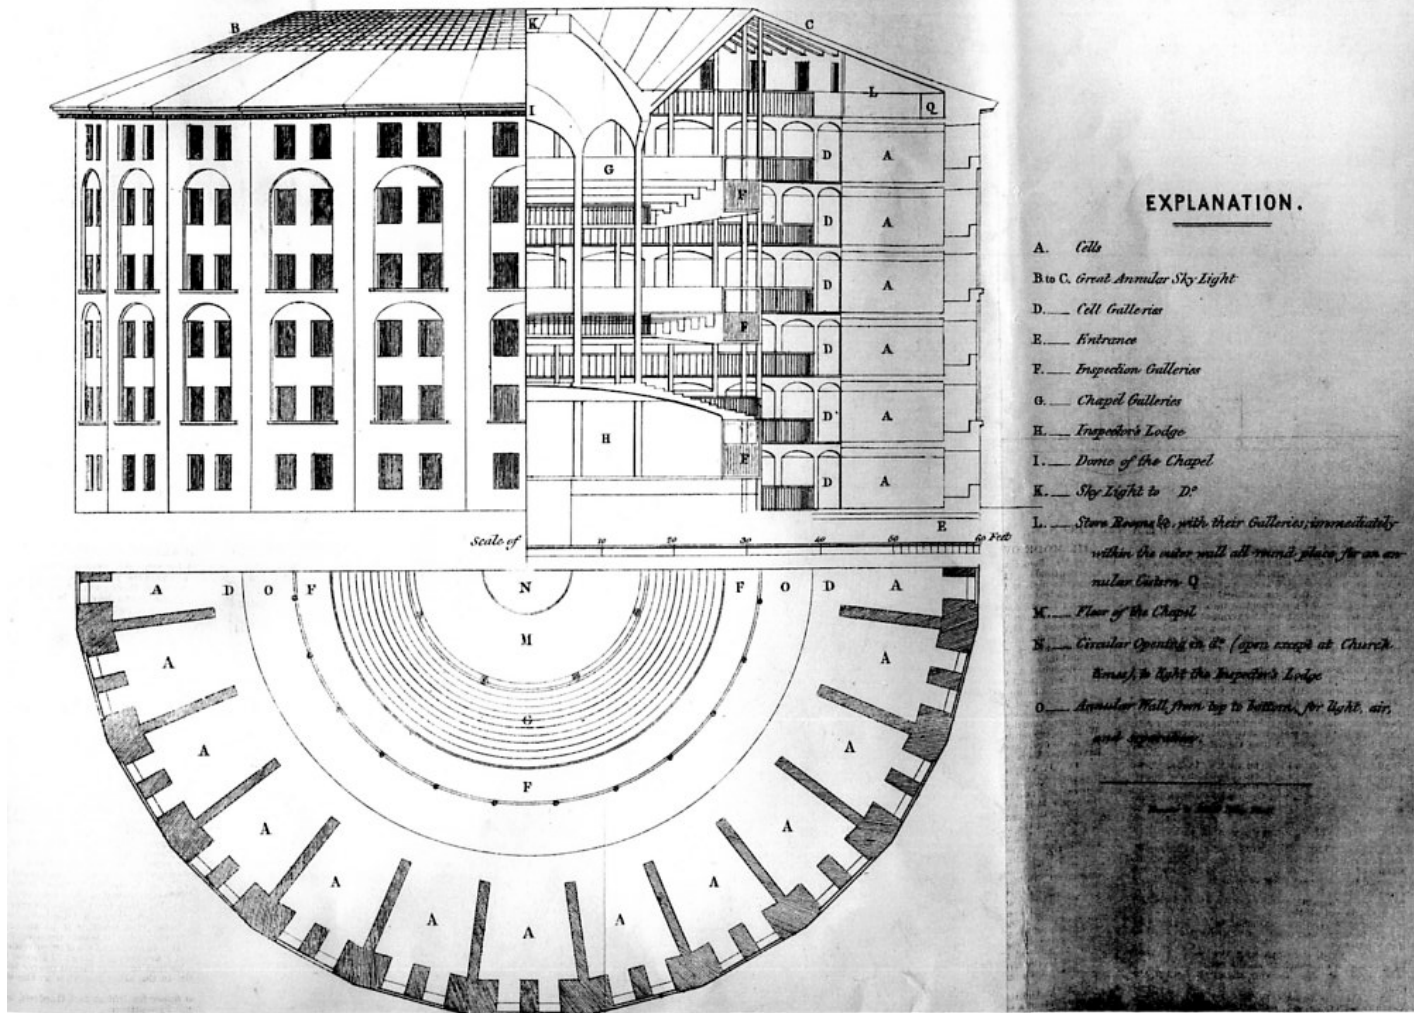 B
K
C
I
L
Q
G
D
A
F
D
A
D
A
F
D
A
H
D
A
F
D
A
E
Scale of 10 20 30 40 50 60 Feet
A D O F N F O D A
M
A A
G
A A
F
A A
A A
A A A
EXPLANATION.
A. Cells
B to C. Great Annular Sky Light
D. Cell Galleries
E. Entrance
F. Inspection Galleries
G. Chapel Galleries
H. Inspector's Lodge
I. Dome of the Chapel
K. Sky Light to Do
L. Store Rooms &c. with their Galleries; immediately
within the outer wall all round place for an an-
nular Cistern Q
M. Floor of the Chapel
N. Circular Opening in do. (open except at Church
times), to light the Inspector's Lodge
O. Annular Wall from top to bottom, for light, air,
and separation.